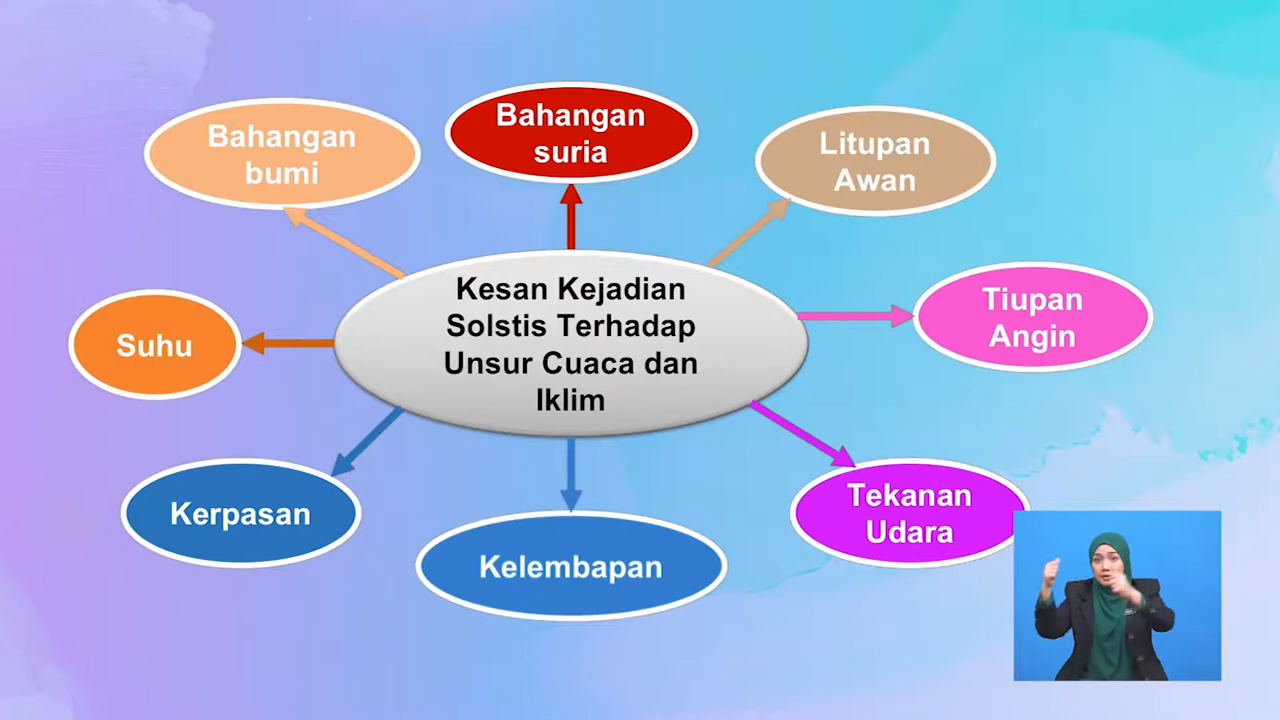 Bahangan
bumi
Bahangan
suria
Litupan
Awan
Kesan Kejadian
Solstis Terhadap
Unsur Cuaca dan
Iklim
Tiupan
Angin
Suhu
Kerpasan
Kelembapan
Tekanan
Udara